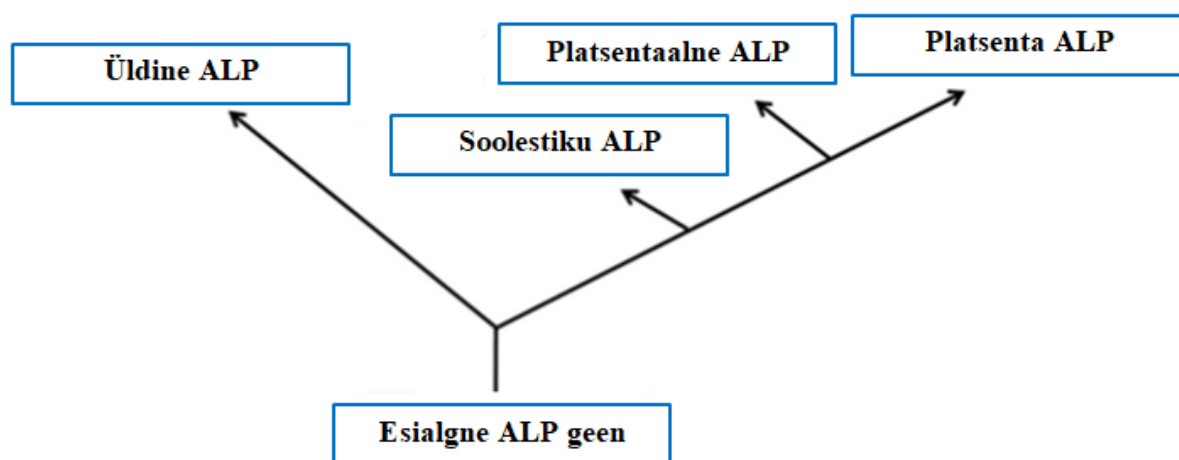 Üldine ALP
Platsentaalne ALP
Platsenta ALP
Soolestiku ALP
Esialgne ALP geen